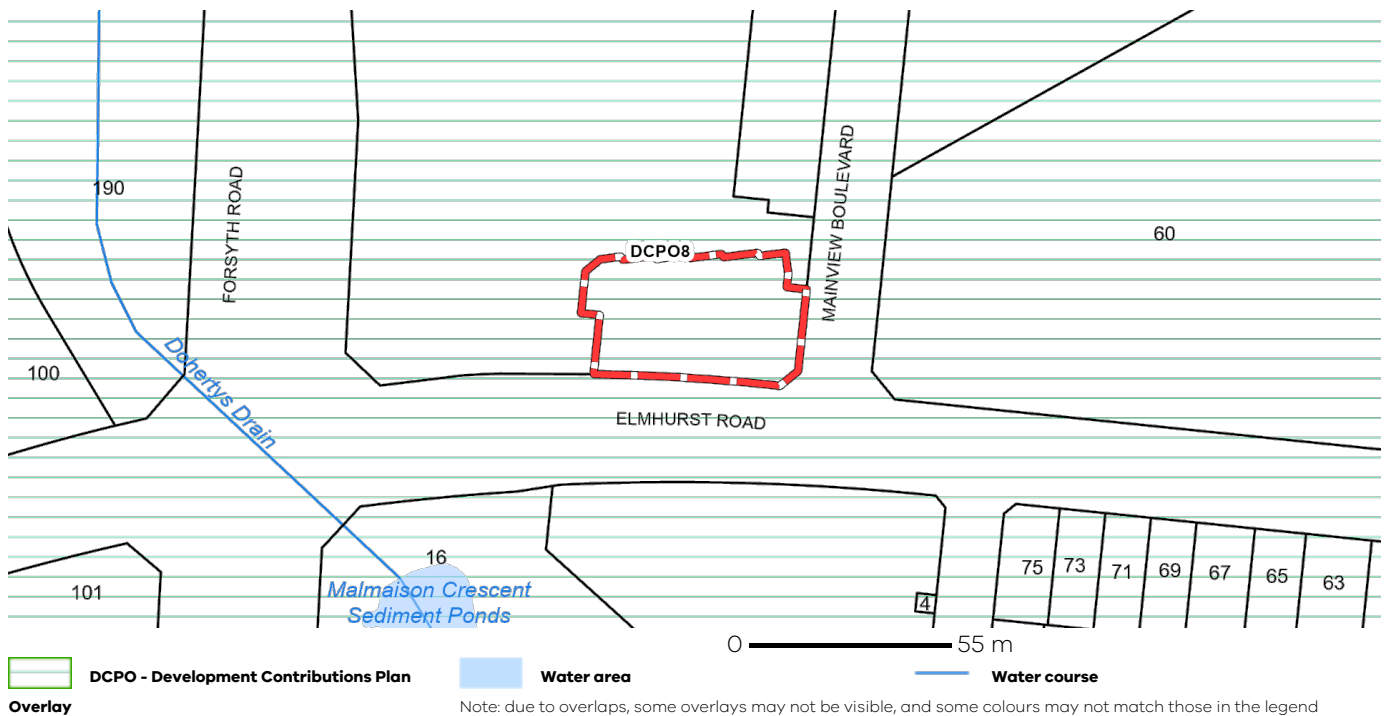 190
FORSYTH ROAD
MAINVIEW BOULEVARD
60
DCPO8
100
Dohertys Drain
ELMHURST ROAD
16
101
Malmaison Crescent
Sediment Ponds
4
75
73
71
69
67
65
63
0
55 m
DCPO - Development Contributions Plan
Overlay
Water area
Water course
Note: due to overlaps, some overlays may not be visible, and some colours may not match those in the legend